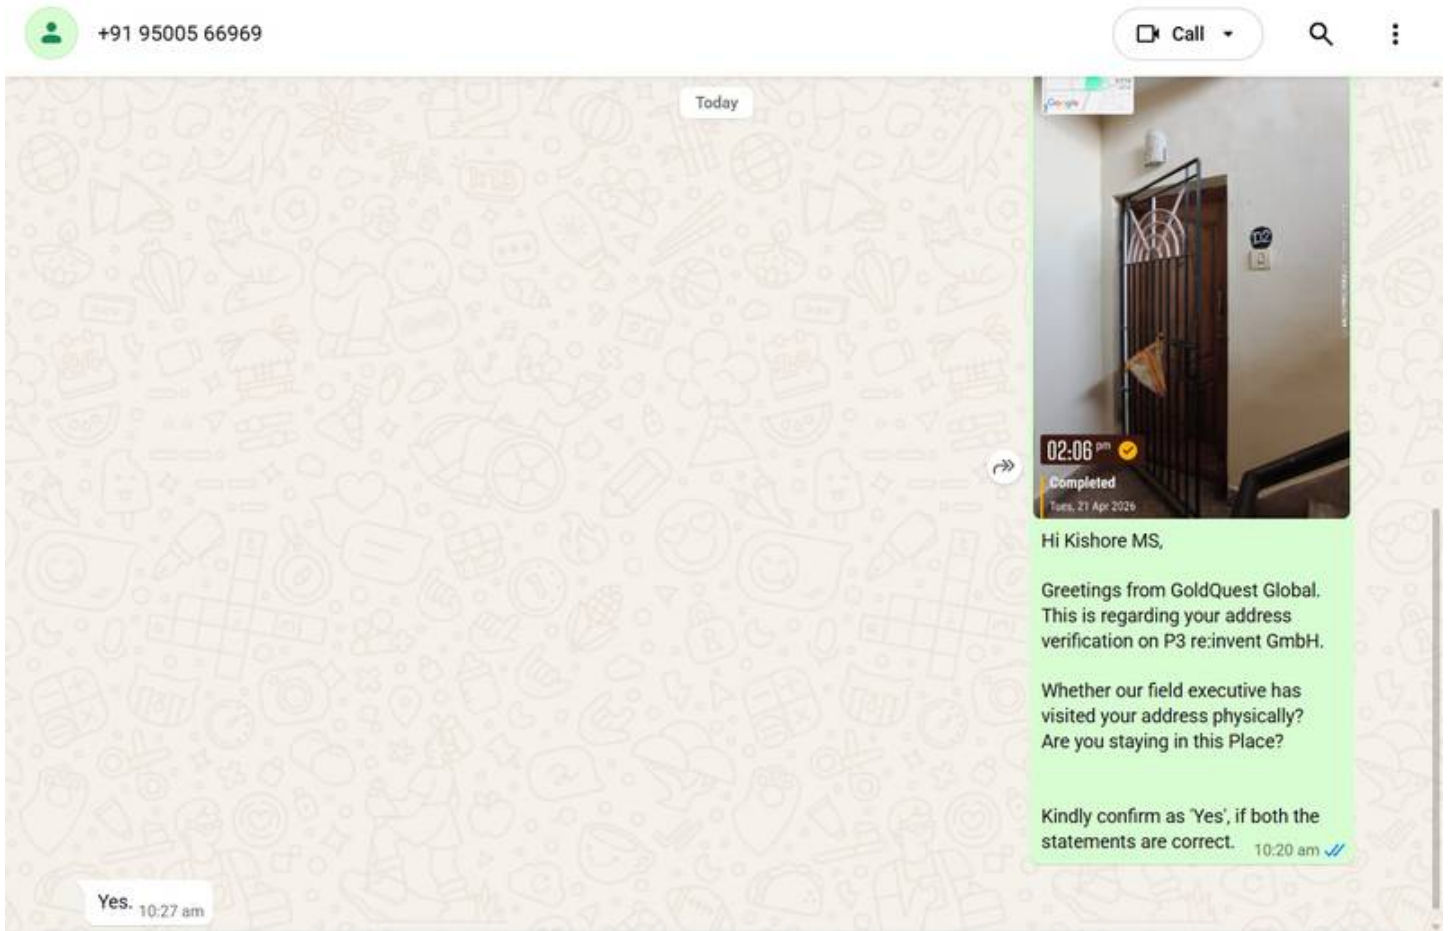 +91 95005 66969
Call
Today
Google
02:06 pm
Completed
Tues, 21 Apr 2026
Hi Kishore MS,
Greetings from GoldQuest Global.
This is regarding your address
verification on P3 re:invent GmbH.
Whether our field executive has
visited your address physically?
Are you staying in this Place?
Kindly confirm as 'Yes', if both the
statements are correct.
10:20 am
Yes.
10:27 am